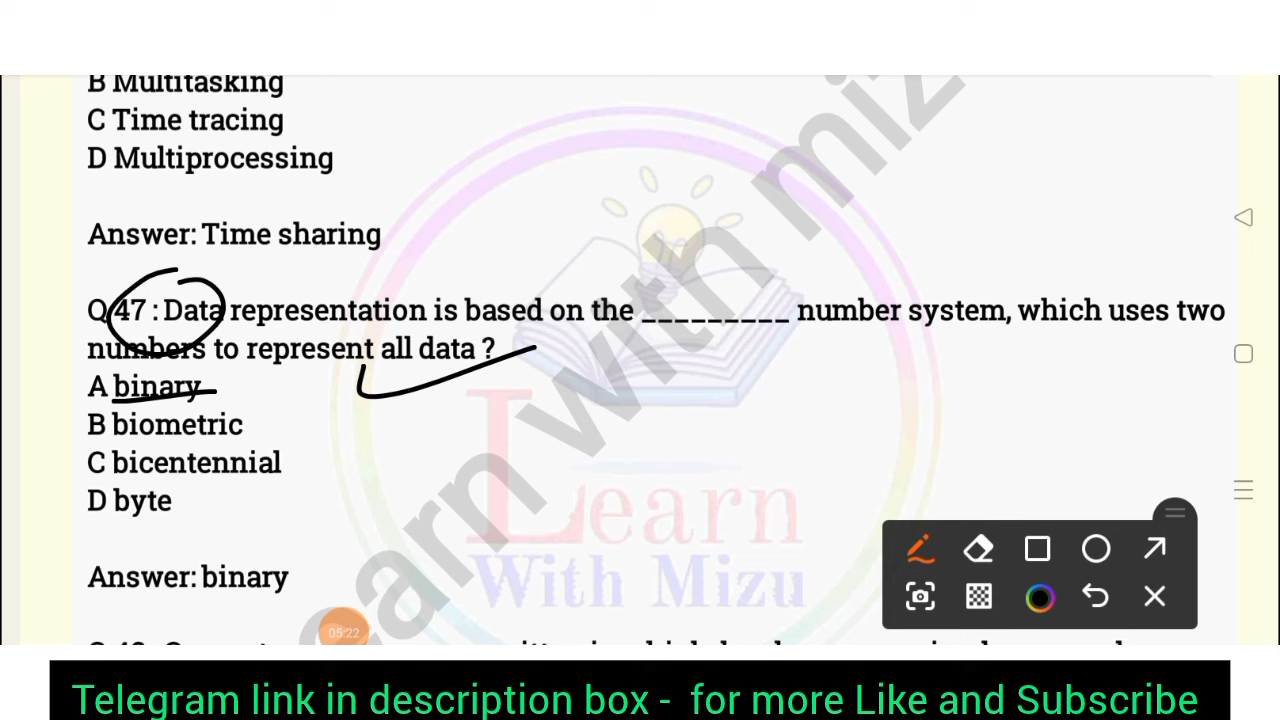 B Multitasking
C Time tracing
D Multiprocessing
Answer: Time sharing
Q 47 : Data representation is based on the _________ number system, which uses two
numbers to represent all data ?
A binary
B biometric
C bicentennial
D byte
Answer: binary
Learn
With Mizu
learn with miz
05:22
Telegram link in description box - for more Like and Subscribe